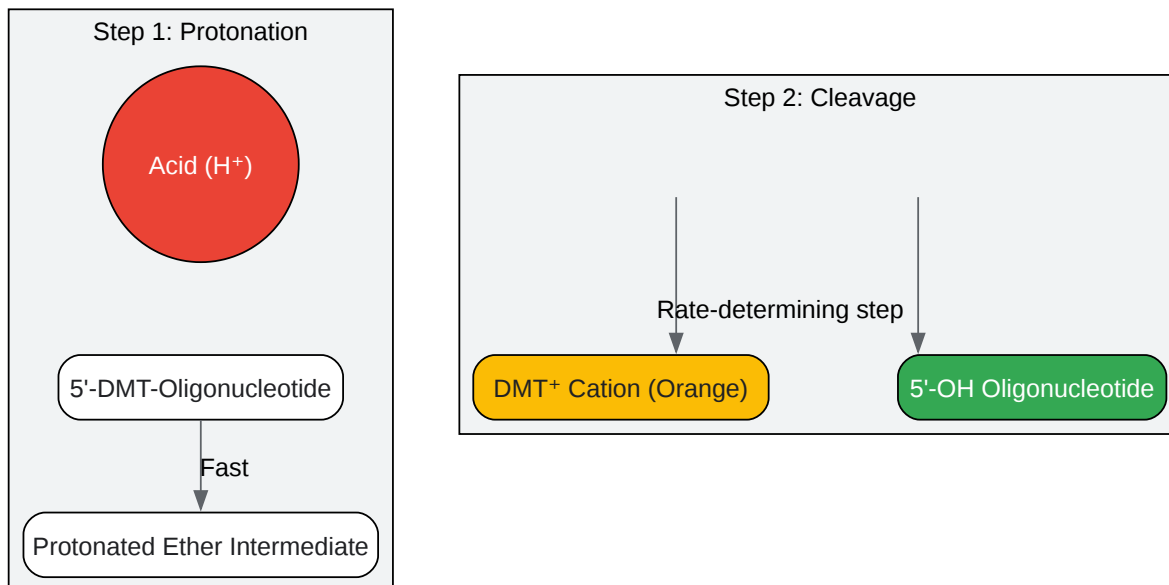 Step 1: Protonation
Acid (H⁺)
5'-DMT-Oligonucleotide
Fast
Protonated Ether Intermediate
Step 2: Cleavage
Rate-determining step
DMT⁺ Cation (Orange)
5'-OH Oligonucleotide